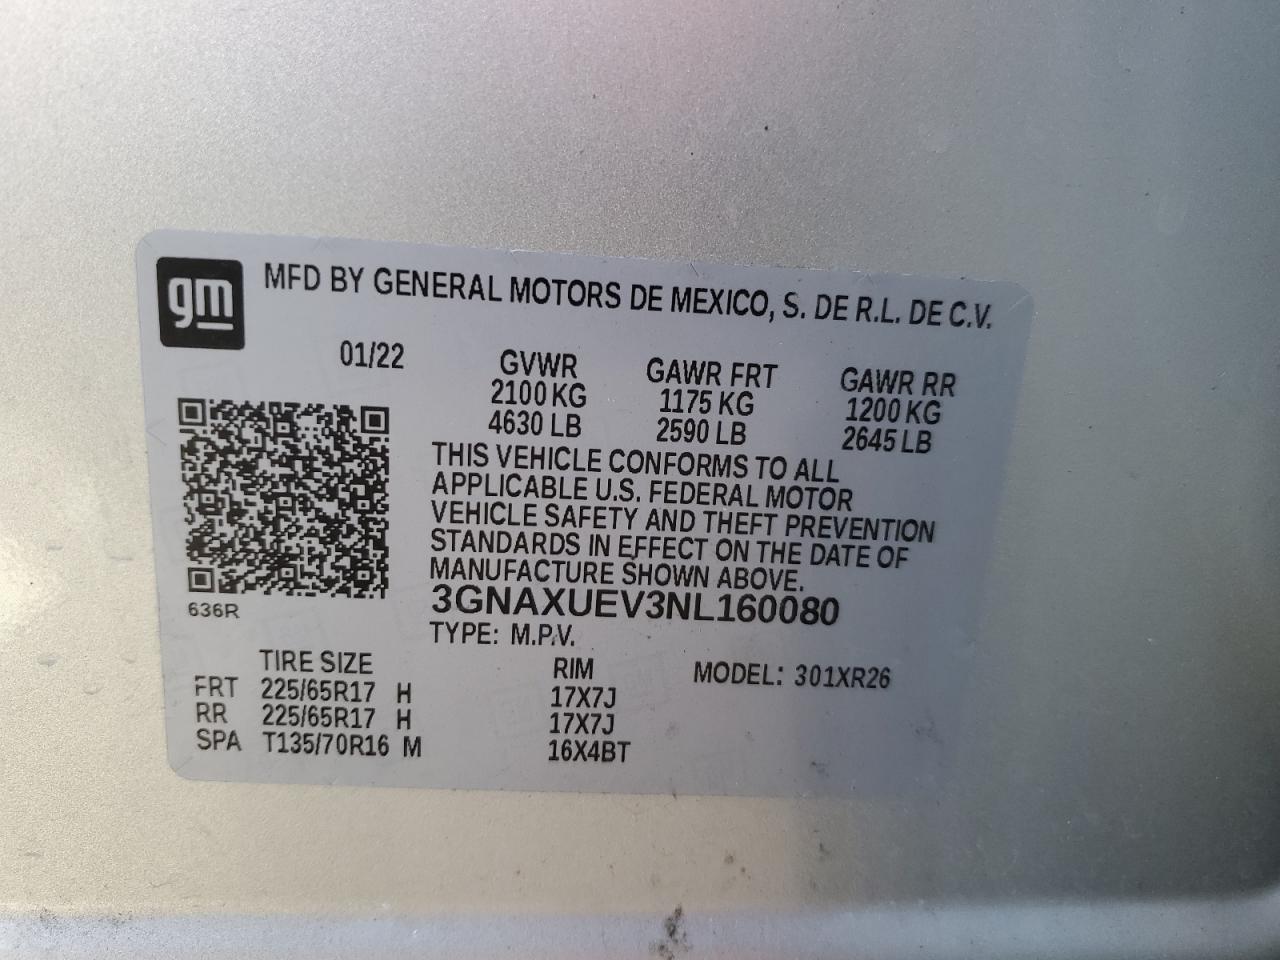 gm
MFD BY GENERAL MOTORS DE MEXICO, S. DE R.L. DE C.V.
01/22 GVWR GAWR FRT GAWR RR
2100 KG 1175 KG 1200 KG
4630 LB 2590 LB 2645 LB
THIS VEHICLE CONFORMS TO ALL
APPLICABLE U.S. FEDERAL MOTOR
VEHICLE SAFETY AND THEFT PREVENTION
STANDARDS IN EFFECT ON THE DATE OF
MANUFACTURE SHOWN ABOVE.
636R
3GNAXUEV3NL160080
TYPE: M.P.V.
TIRE SIZE RIM MODEL: 301XR26
FRT 225/65R17 H 17X7J
RR 225/65R17 H 17X7J
SPA T135/70R16 M 16X4BT